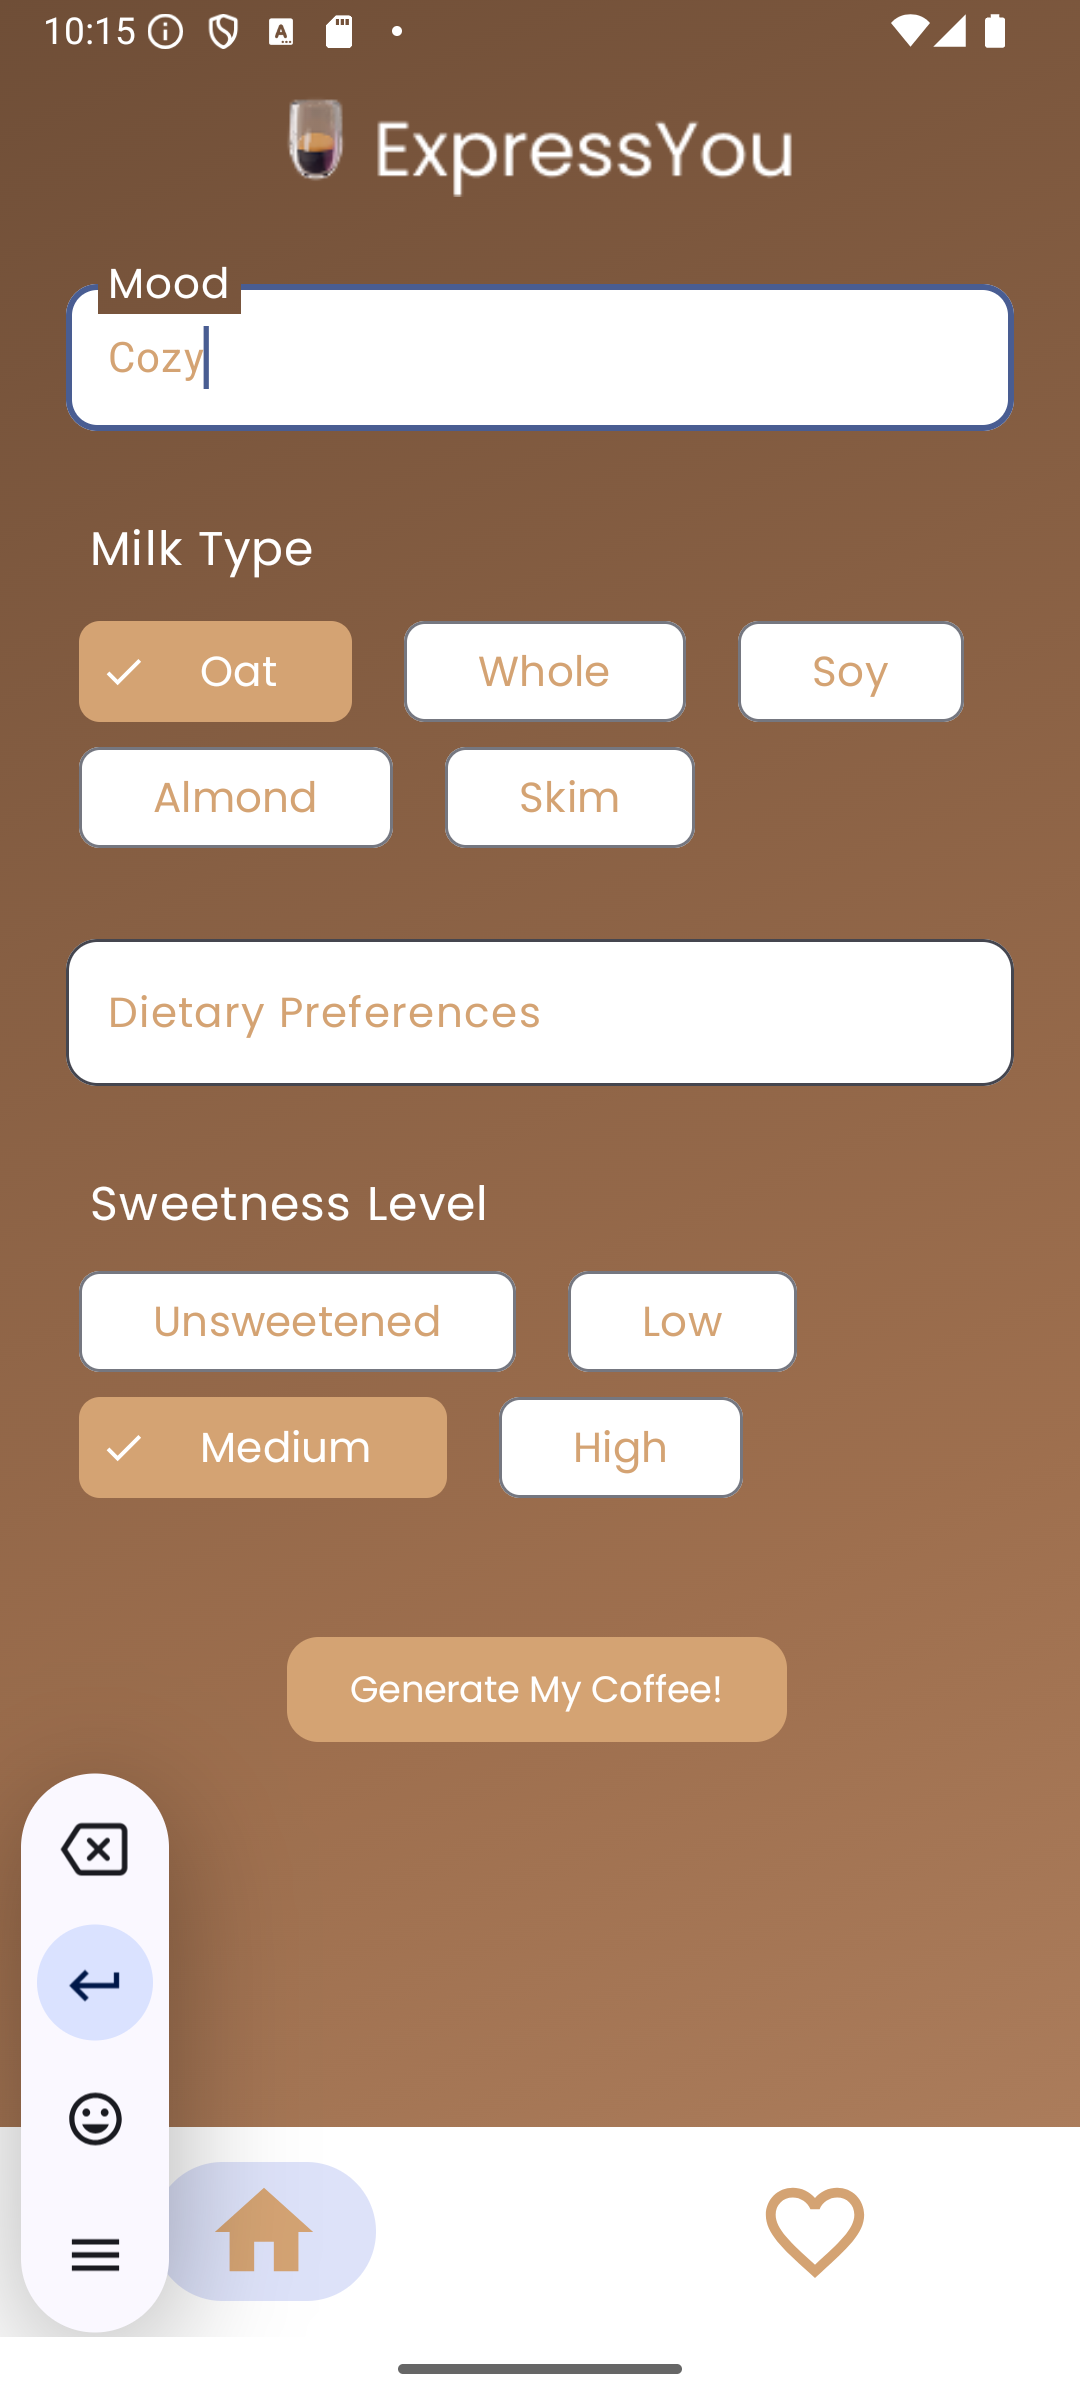 10:15
ExpressYou
Mood
Cozy
Milk Type
Oat Whole Soy
Almond Skim
Dietary Preferences
Sweetness Level
Unsweetened Low
Medium High
Generate My Coffee!